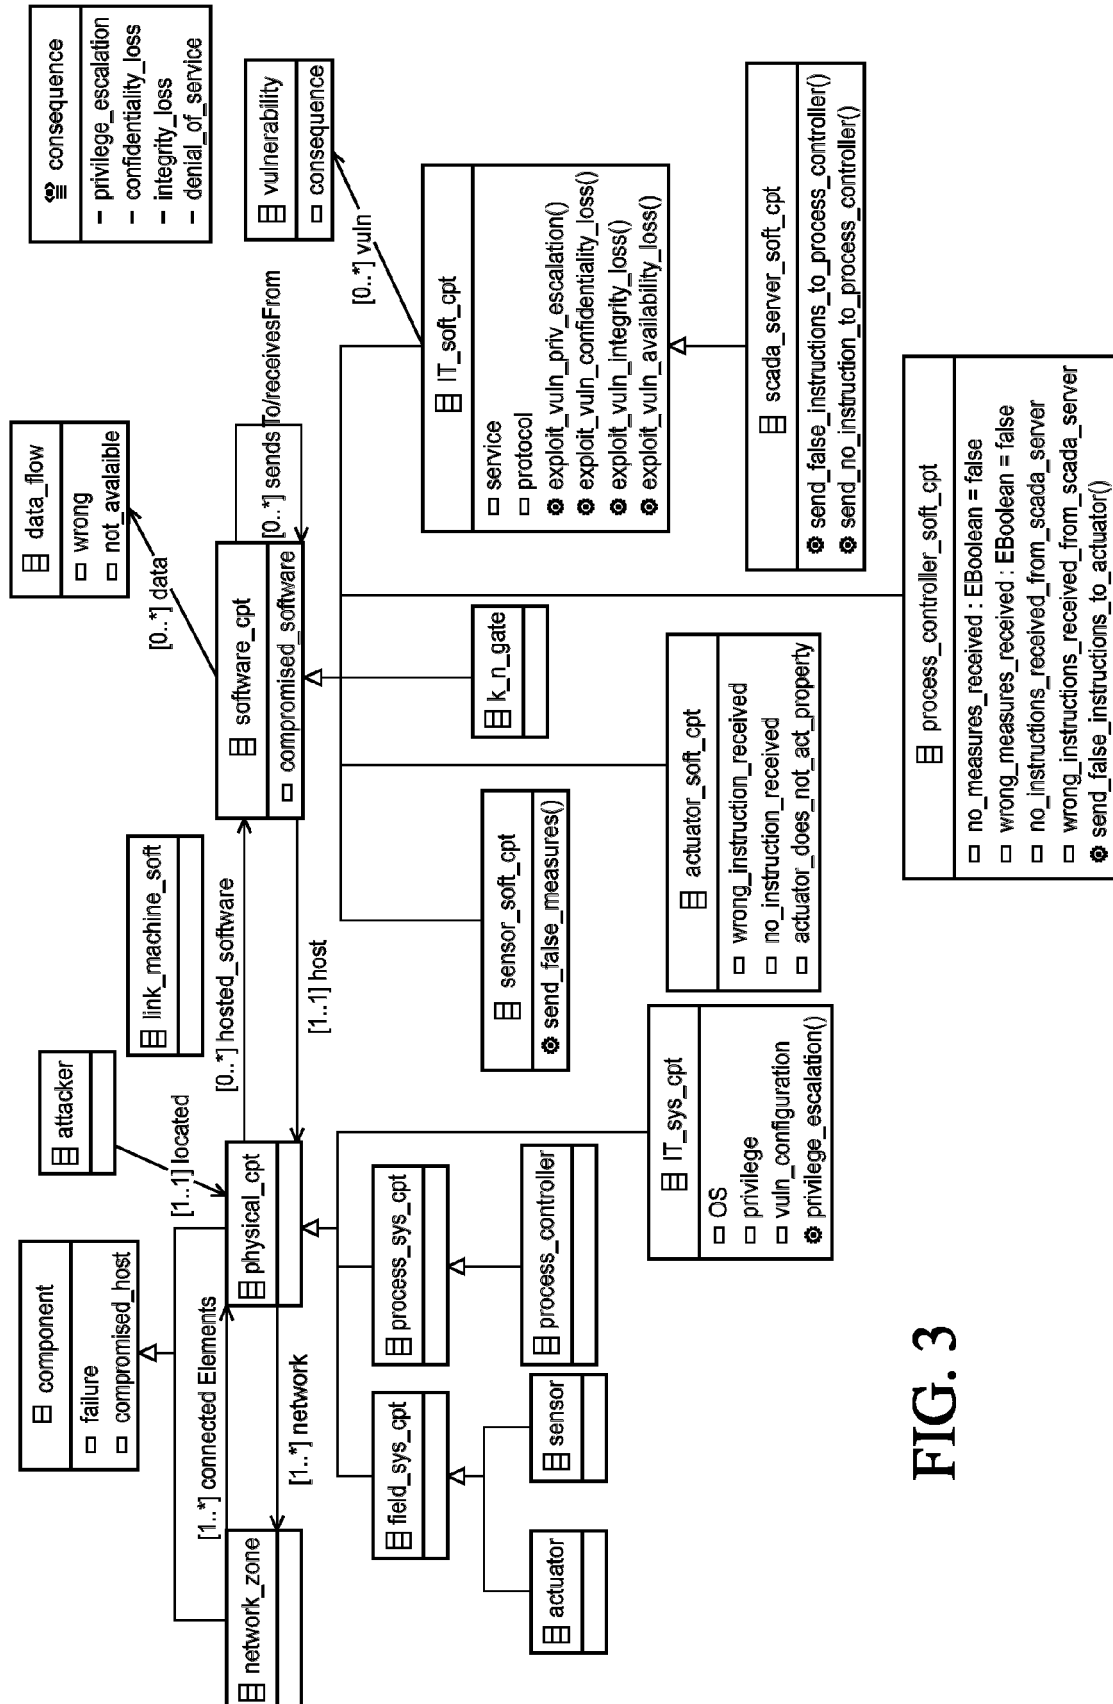 component
failure
compromised_host
attacker
[1..1] located
link_machine_soft
data_flow
wrong
not_avalaible
[0..*] data
consequence
privilege_escalation
confidentiality_loss
integrity_loss
denial_of_service
network_zone
[1..*] connected Elements
[1..*] network
physical_cpt
[0..*] hosted_software
[1..1] host
software_cpt
compromised_software
[0..*] sends To/receivesFrom
vulnerability
consequence
[0..*] vuln
field_sys_cpt
process_sys_cpt
actuator
sensor
process_controller
IT_sys_cpt
OS
privilege
vuln_configuration
privilege_escalation()
sensor_soft_cpt
send_false_measures()
k_n_gate
actuator_soft_cpt
wrong_instruction_received
no_instruction_received
actuator_does_not_act_property
IT_soft_cpt
service
protocol
exploit_vuln_priv_escalation()
exploit_vuln_confidentiality_loss()
exploit_vuln_integrity_loss()
exploit_vuln_availability_loss()
scada_server_soft_cpt
send_false_instructions_to_process_controller()
send_no_instruction_to_process_controller()
process_controller_soft_cpt
no_measures_received : EBoolean = false
wrong_measures_received : EBoolean = false
no_instructions_received_from_scada_server
wrong_instructions_received_from_scada_server
send_false_instructions_to_actuator()
FIG. 3